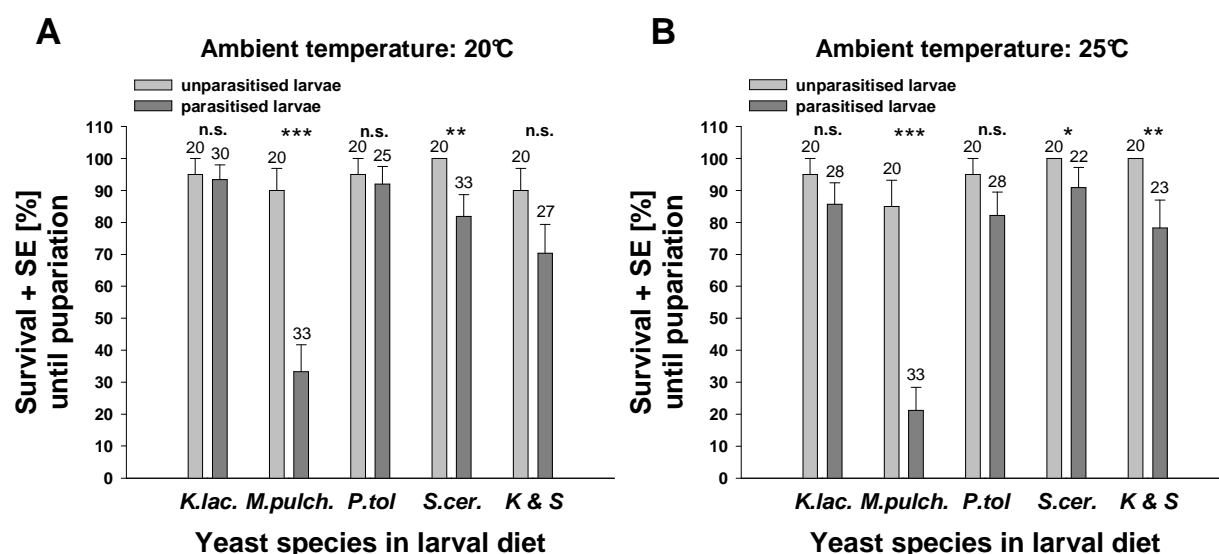 A
Ambient temperature: 20°C
unparasitised larvae
parasitised larvae
Survival + SE [%]
until pupariation
110
100
90
80
70
60
50
40
30
20
10
0
n.s.
***
n.s.
**
n.s.
20
30
20
33
20
25
20
33
20
27
K.lac.
M.pulch.
P.tol
S.cer.
K & S
Yeast species in larval diet
B
Ambient temperature: 25°C
unparasitised larvae
parasitised larvae
Survival + SE [%]
until pupariation
110
100
90
80
70
60
50
40
30
20
10
0
n.s.
***
n.s.
*
**
20
28
20
33
20
28
20
22
20
23
K.lac.
M.pulch.
P.tol
S.cer.
K & S
Yeast species in larval diet